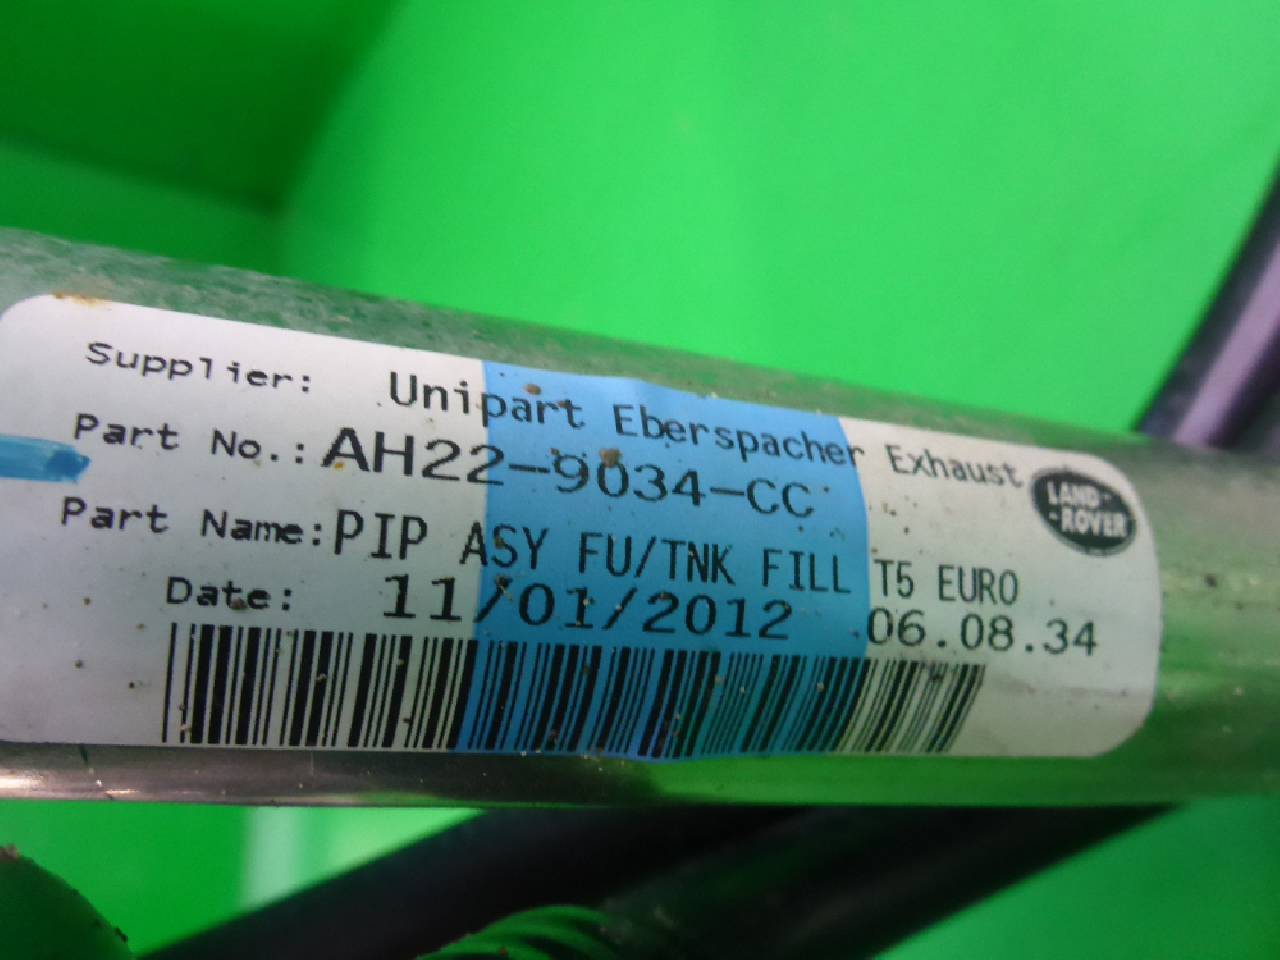 Supplier: Unipart Eberspacher Exhaust
Part No.: AH22-9034-CC
LAND-
-ROVER
Part Name: PIP ASY FU/TNK FILL T5 EURO
Date: 11/01/2012 06.08.34